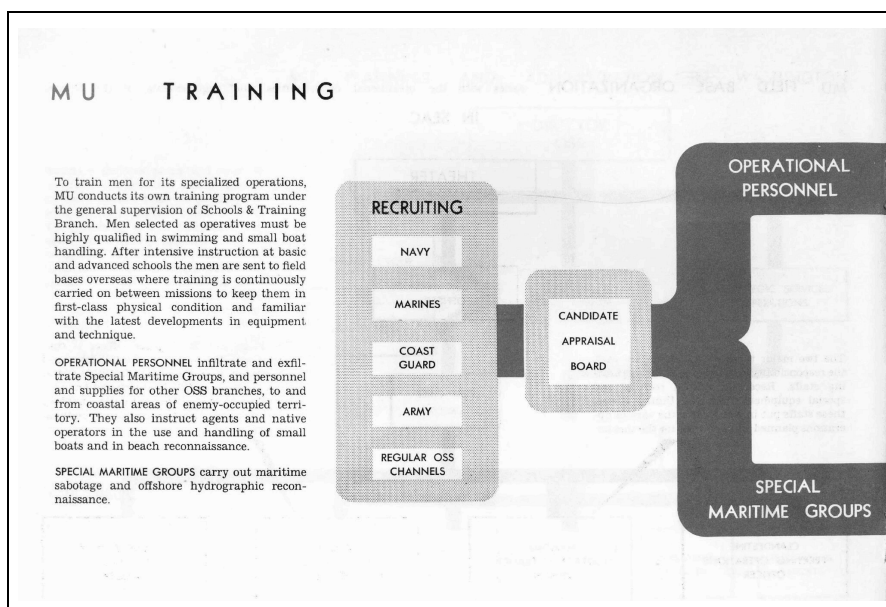 MU TRAINING
To train men for its specialized operations,
MU conducts its own training program under
the general supervision of Schools & Training
Branch. Men selected as operatives must be
highly qualified in swimming and small boat
handling. After intensive instruction at basic
and advanced schools the men are sent to field
bases overseas where training is continuously
carried on between missions to keep them in
first-class physical condition and familiar
with the latest developments in equipment
and technique.
OPERATIONAL PERSONNEL infiltrate and exfil-
trate Special Maritime Groups, and personnel
and supplies for other OSS branches, to and
from coastal areas of enemy-occupied terri-
tory. They also instruct agents and native
operators in the use and handling of small
boats and in beach reconnaissance.
SPECIAL MARITIME GROUPS carry out maritime
sabotage and offshore hydrographic recon-
naissance.
RECRUITING
NAVY
MARINES
COAST
GUARD
ARMY
REGULAR OSS
CHANNELS
CANDIDATE
APPRAISAL
BOARD
OPERATIONAL
PERSONNEL
SPECIAL
MARITIME GROUPS